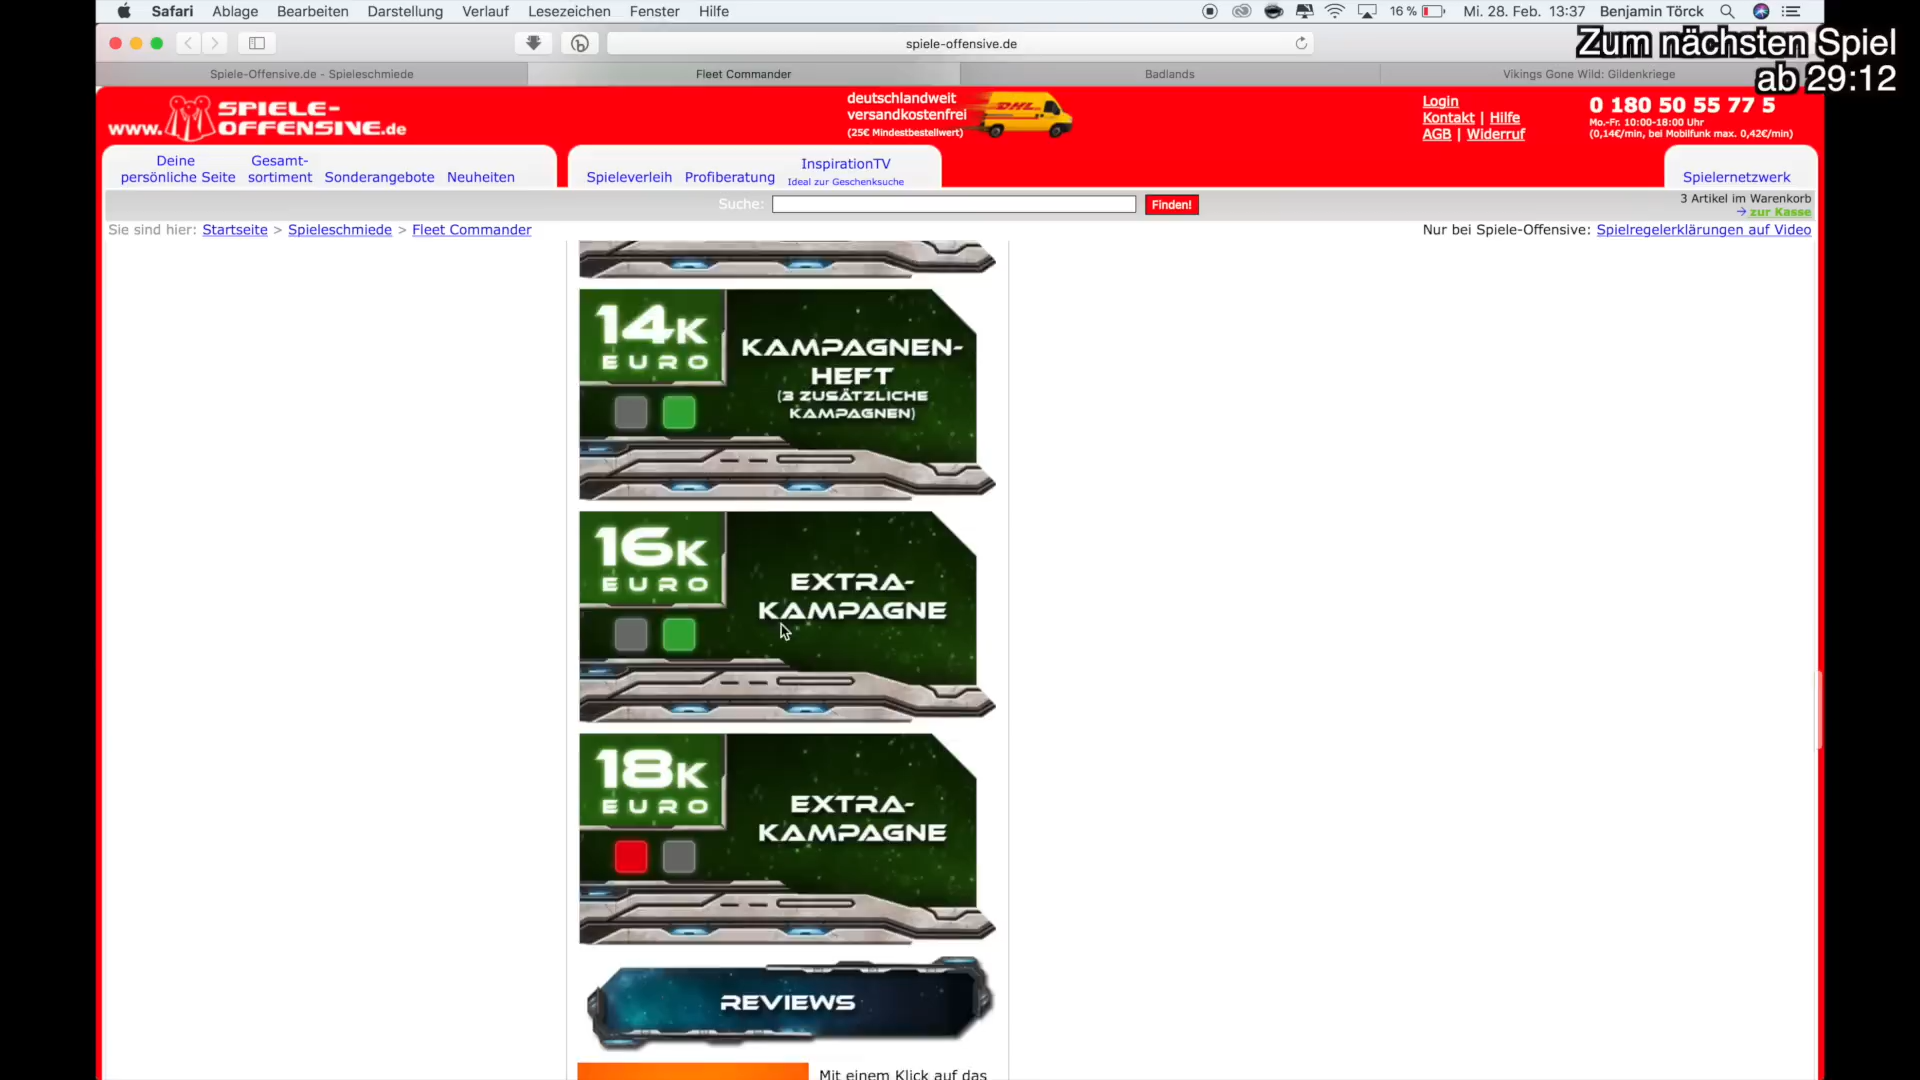 Safari Ablage Bearbeiten Darstellung Verlauf Lesezeichen Fenster Hilfe 16 % Mi. 28. Feb. 13:37 Benjamin Törck
Zum nächsten Spiel
ab 29:12
spiele-offensive.de
Spiele-Offensive.de - Spieleschmiede Fleet Commander Badlands Vikings Gone Wild: Gildenkriege
www. SPIELE-
OFFENSIVE.de
deutschlandweit
versandkostenfrei
(25€ Mindestbestellwert)
DHL
Login
Kontakt | Hilfe
AGB | Widerruf
0 180 50 55 77 5
Mo.-Fr. 10:00-18:00 Uhr
(0,14€/min, bei Mobilfunk max. 0,42€/min)
Deine
persönliche Seite
Gesamt-
sortiment
Sonderangebote
Neuheiten
Spieleverleih
Profiberatung
InspirationTV
Ideal zur Geschenksuche
Spielernetzwerk
Suche: Finden!
3 Artikel im Warenkorb
→ zur Kasse
Sie sind hier: Startseite > Spieleschmiede > Fleet Commander
Nur bei Spiele-Offensive: Spielregelerklärungen auf Video
14K
EURO
KAMPAGNEN-
HEFT
(3 ZUSÄTZLICHE
KAMPAGNEN)
16K
EURO
EXTRA-
KAMPAGNE
18K
EURO
EXTRA-
KAMPAGNE
REVIEWS
Mit einem Klick auf das